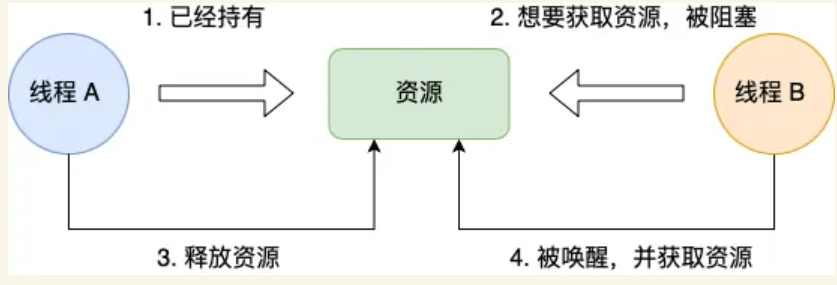 1. 已经持有
2. 想要获取资源，被阻塞
线程 A
资源
线程 B
3. 释放资源
4. 被唤醒，并获取资源